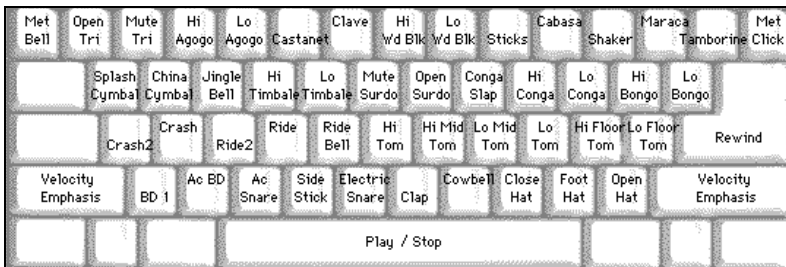 Met Bell Open Tri Mute Tri Hi Agogo Lo Agogo Castanet Clave Hi Wd Blk Lo Wd Blk Sticks Cabasa Shaker Maraca Tamborine Met Click
Splash Cymbal China Cymbal Jingle Bell Hi Timbale Lo Timbale Mute Surdo Open Surdo Conga Slap Hi Conga Lo Conga Hi Bongo Lo Bongo
Crash2 Crash Ride2 Ride Ride Bell Hi Tom Hi Mid Tom Lo Mid Tom Lo Tom Hi Floor Tom Lo Floor Tom Rewind
Velocity Emphasis BD 1 Ac BD Ac Snare Side Stick Electric Snare Clap Cowbell Close Hat Foot Hat Open Hat Velocity Emphasis
Play / Stop